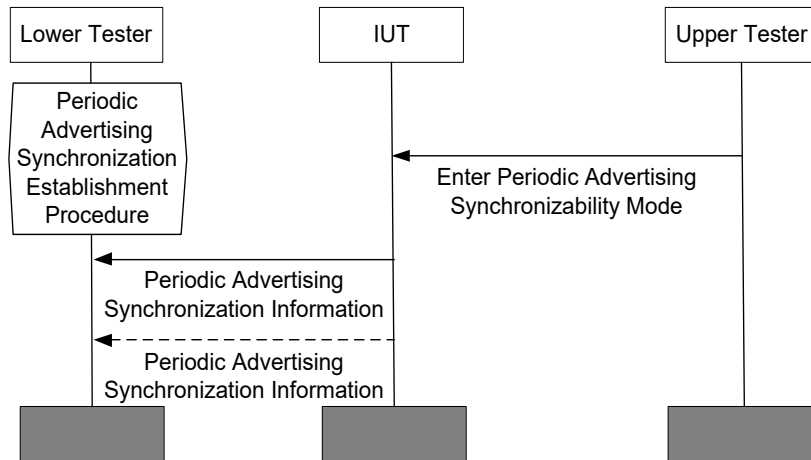 Lower Tester
IUT
Upper Tester
Periodic
Advertising
Synchronization
Establishment
Procedure
Enter Periodic Advertising
Synchronizability Mode
Periodic Advertising
Synchronization Information
Periodic Advertising
Synchronization Information